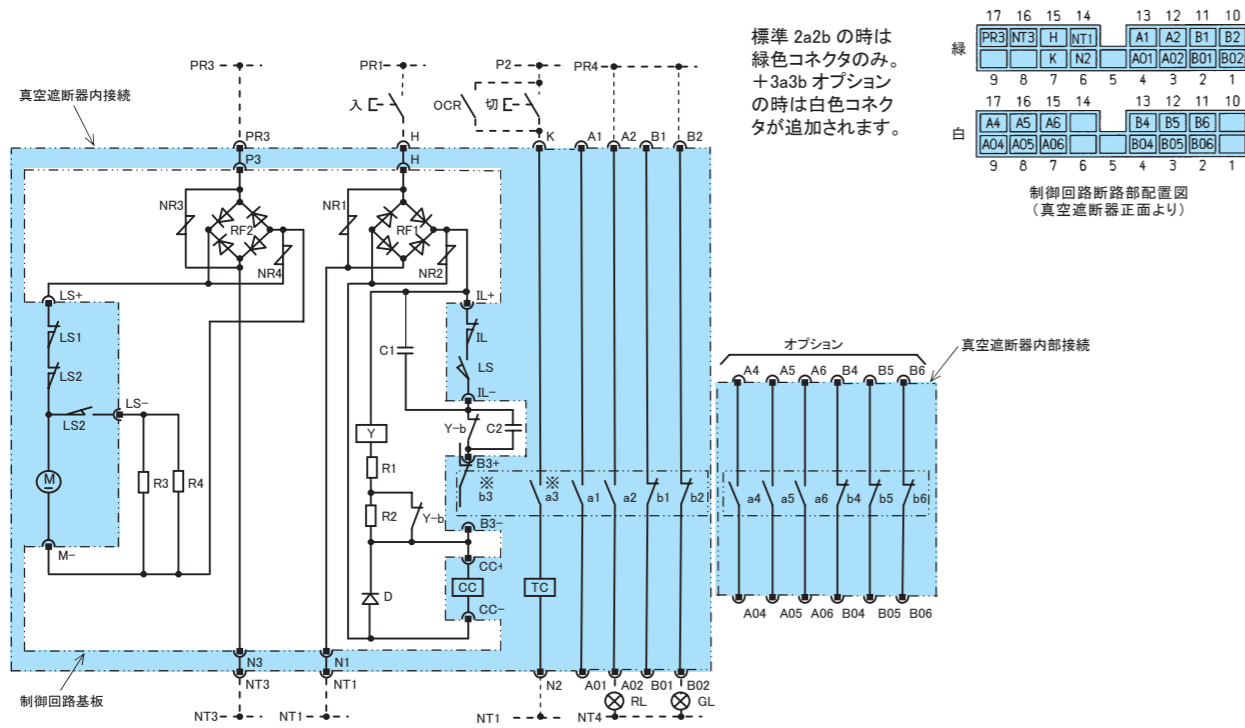 真空遮断器内接続
PR3
PR1
P2
PR4
入
OCR
切
PR3
H
K
A1
A2
B1
B2
P3
H
NR3
RF2
NR4
NR1
RF1
NR2
LS+
LS1
LS2
LS2
LS-
M
R3
R4
M-
IL+
IL
LS
IL-
C1
Y-b
C2
Y
R1
R2
Y-b
D
B3+
※
b3
B3-
CC+
CC
CC-
※
a3
a1
a2
b1
b2
TC
N3
N1
NT3
NT1
N2
A01
A02
B01
B02
RL
GL
NT3
NT1
NT1
NT4
制御回路基板
標準 2a2b の時は
緑色コネクタのみ。
＋3a3b オプション
の時は白色コネク
タが追加されます。
17 16 15 14 13 12 11 10
緑
PR3 NT3 H NT1 A1 A2 B1 B2
K N2 A01 A02 B01 B02
9 8 7 6 5 4 3 2 1
17 16 15 14 13 12 11 10
白
A4 A5 A6 B4 B5 B6
A04 A05 A06 B04 B05 B06
9 8 7 6 5 4 3 2 1
制御回路断路部配置図
（真空遮断器正面より）
オプション
真空遮断器内部接続
A4
A5
A6
B4
B5
B6
a4
a5
a6
b4
b5
b6
A04
A05
A06
B04
B05
B06